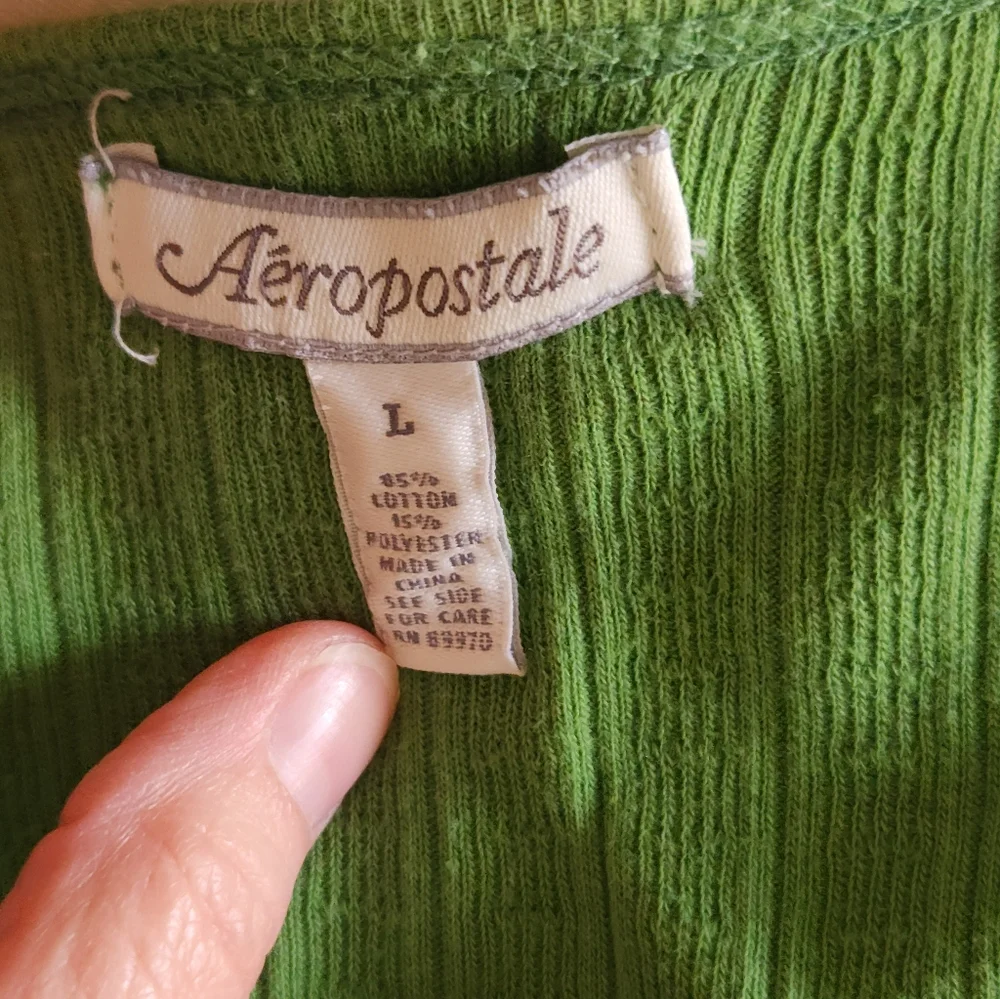 Aéropostale
L
85%
COTTON
15%
POLYESTER
MADE IN
CHINA
SEE SIDE
FOR CARE
RN 89970